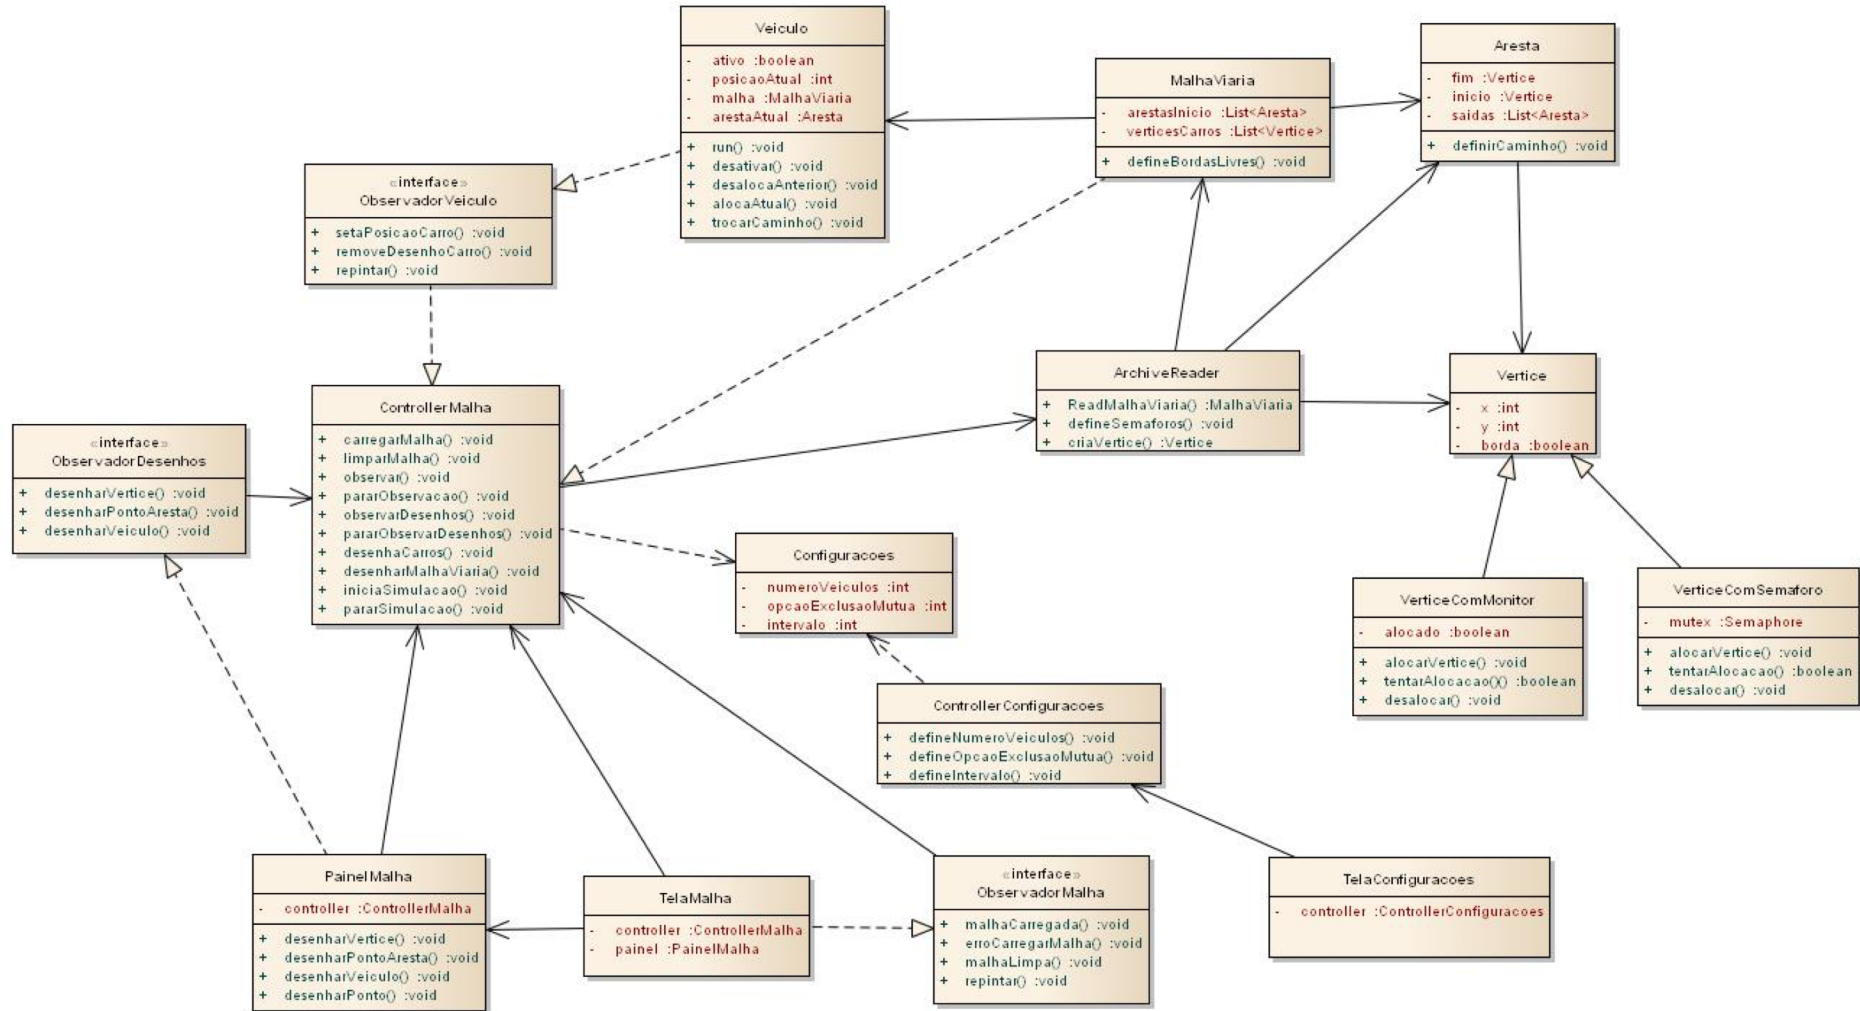 Veiculo
- ativo :boolean
- posicaoAtual :int
- malha :MalhaViaria
- arestaAtual :Aresta
+ run() :void
+ desativar() :void
+ desalocaAnterior() :void
+ alocaAtual() :void
+ trocarCaminho() :void
MalhaViaria
- arestasInicio :List<Aresta>
- verticesCarros :List<Vertice>
+ defineBordasLivres() :void
Aresta
- fim :Vertice
- inicio :Vertice
- saidas :List<Aresta>
+ definirCaminho() :void
«interface»
ObservadorVeiculo
+ setaPosicaoCarro() :void
+ removeDesenhoCarro() :void
+ repintar() :void
ControllerMalha
+ carregarMalha() :void
+ limparMalha() :void
+ observar() :void
+ pararObservacao() :void
+ observarDesenhos() :void
+ pararObservarDesenhos() :void
+ desenhaCarros() :void
+ desenharMalhaViaria() :void
+ iniciaSimulacao() :void
+ pararSimulacao() :void
«interface»
ObservadorDesenhos
+ desenharVertice() :void
+ desenharPontoAresta() :void
+ desenharVeiculo() :void
ArchiveReader
+ ReadMalhaViaria() :MalhaViaria
+ defineSemaforos() :void
+ criaVertice() :Vertice
Vertice
- x :int
- y :int
- borda :boolean
Configuracoes
- numeroVeiculos :int
- opcaoExclusaoMutua :int
- intervalo :int
VerticeComMonitor
- alocado :boolean
+ alocarVertice() :void
+ tentarAlocacao()() :boolean
+ desalocar() :void
VerticeComSemaforo
- mutex :Semaphore
+ alocarVertice() :void
+ tentarAlocacao() :boolean
+ desalocar() :void
ControllerConfiguracoes
+ defineNumeroVeiculos() :void
+ defineOpcaoExclusaoMutua() :void
+ defineIntervalo() :void
PainelMalha
- controller :ControllerMalha
+ desenharVertice() :void
+ desenharPontoAresta() :void
+ desenharVeiculo() :void
+ desenharPonto() :void
TelaMalha
- controller :ControllerMalha
- painel :PainelMalha
«interface»
ObservadorMalha
+ malhaCarregada() :void
+ erroCarregarMalha() :void
+ malhaLimpa() :void
+ repintar() :void
TelaConfiguracoes
- controller :ControllerConfiguracoes